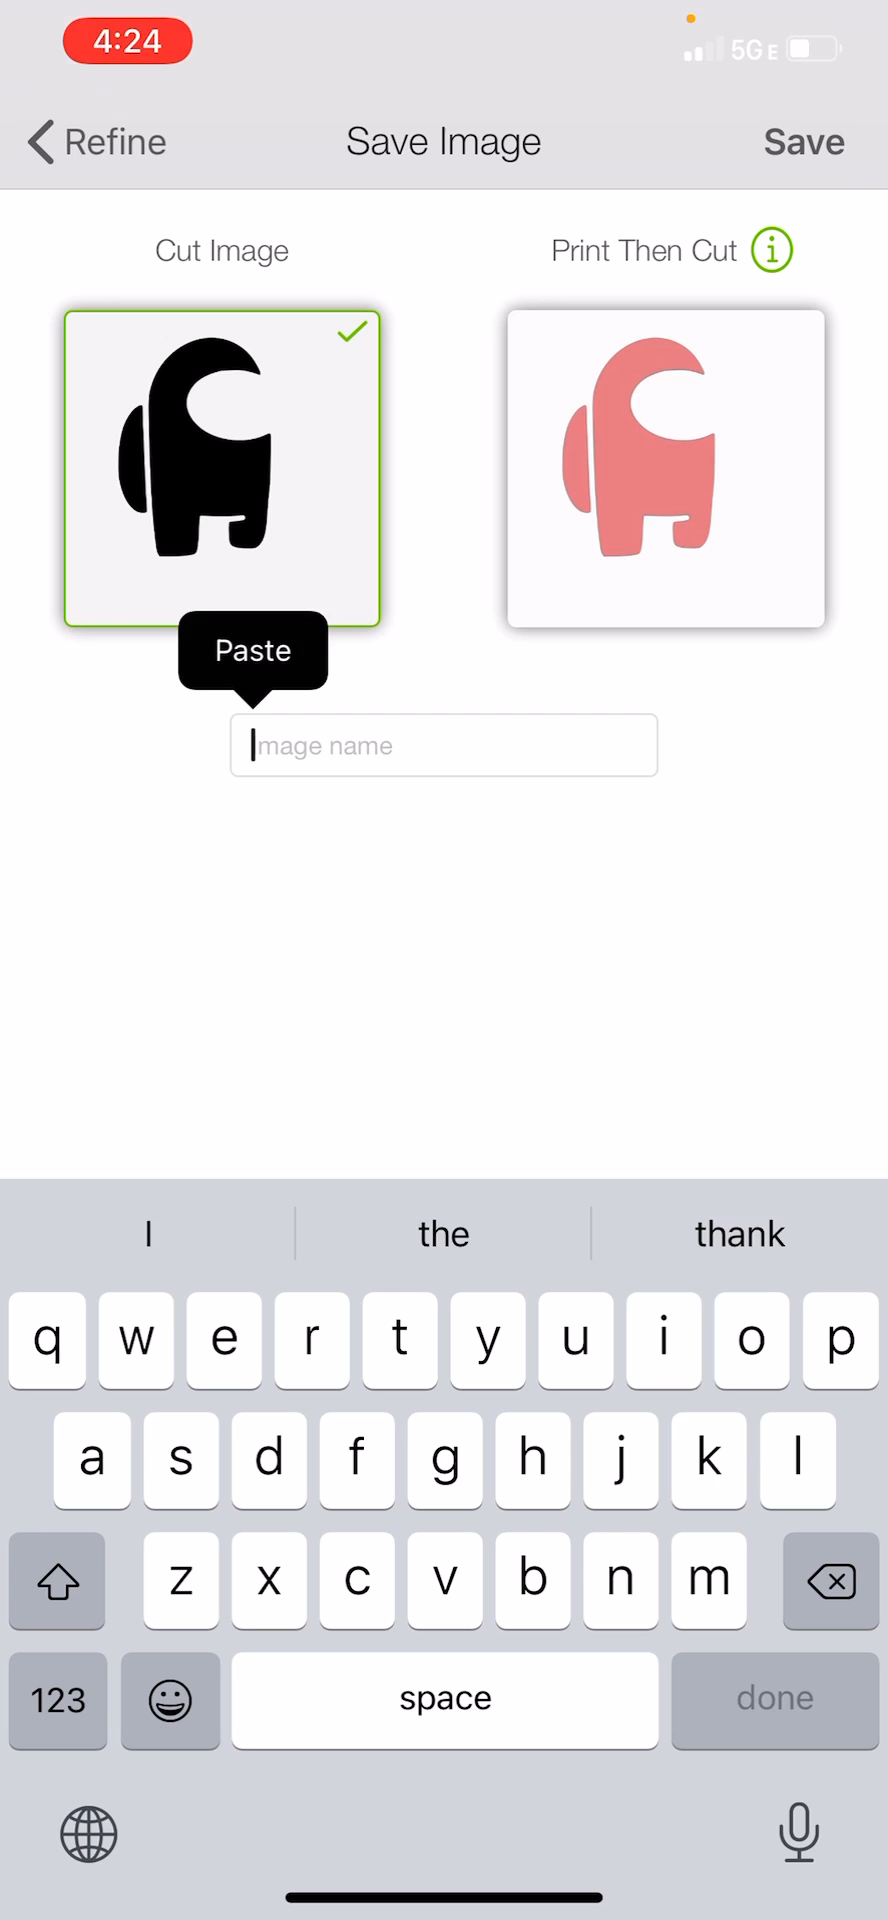 4:24
5GE
Refine
Save Image
Save
Cut Image
Print Then Cut
i
Paste
Image name
I
the
thank
q w e r t y u i o p
a s d f g h j k l
z x c v b n m
123
space
done